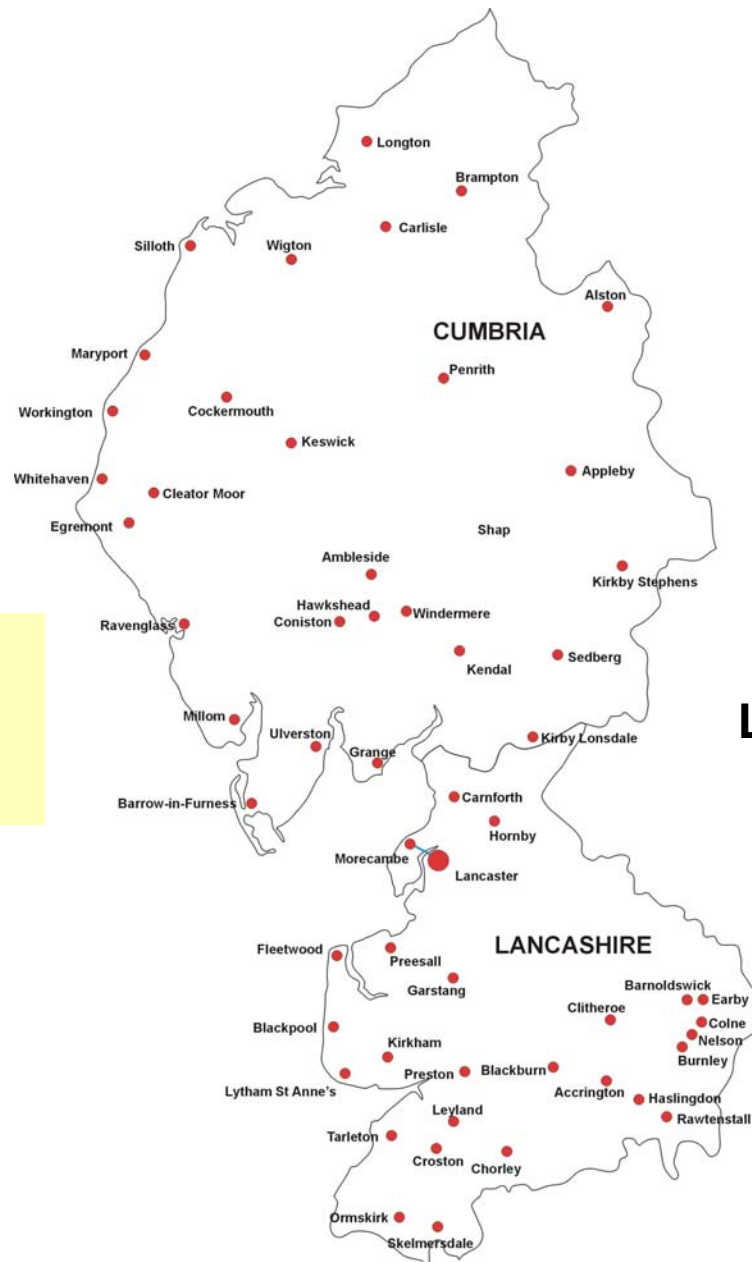 Longton
Brampton
Carlisle
Silloth
Wigton
Alston
CUMBRIA
Maryport
Penrith
Workington
Cockermouth
Keswick
Whitehaven
Appleby
Cleator Moor
Egremont
Shap
Ambleside
Kirkby Stephens
Hawkshead
Windermere
Ravenglass
Coniston
Kendal
Sedberg
Millom
L
Ulverston
Kirby Lonsdale
Grange
Barrow-in-Furness
Carnforth
Hornby
Morecambe
Lancaster
LANCASHIRE
Fleetwood
Preesall
Garstang
Barnoldswick
Earby
Clitheroe
Colne
Blackpool
Nelson
Kirkham
Burnley
Blackburn
Preston
Lytham St Anne's
Accrington
Haslingdon
Leyland
Rawtenstall
Tarleton
Croston
Chorley
Ormskirk
Skelmersdale